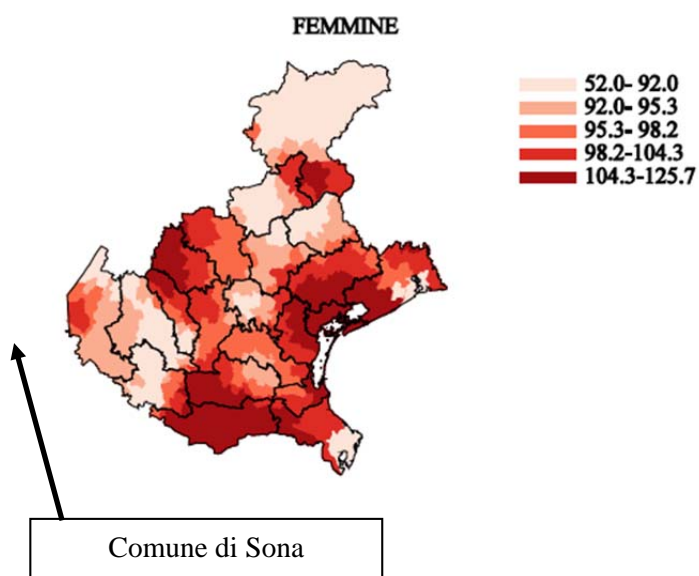 FEMMINE
52.0- 92.0
92.0- 95.3
95.3- 98.2
98.2-104.3
104.3-125.7
Comune di Sona